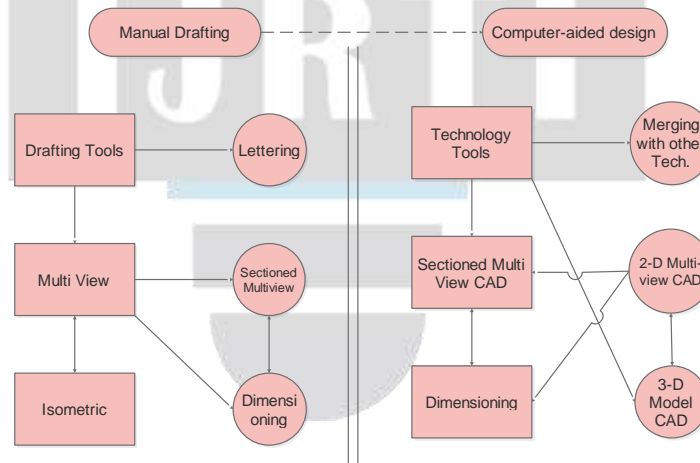 Manual Drafting
Computer-aided design
IJRTI
Drafting Tools
Lettering
Technology
Tools
Merging
with othe
Tech.
Multi View
Sectioned
Multiview
Sectioned Multi
View CAD
2-D Multi-
view CAD
Isometric
Dimensi
oning
Dimensioning
3-D
Model
CAD